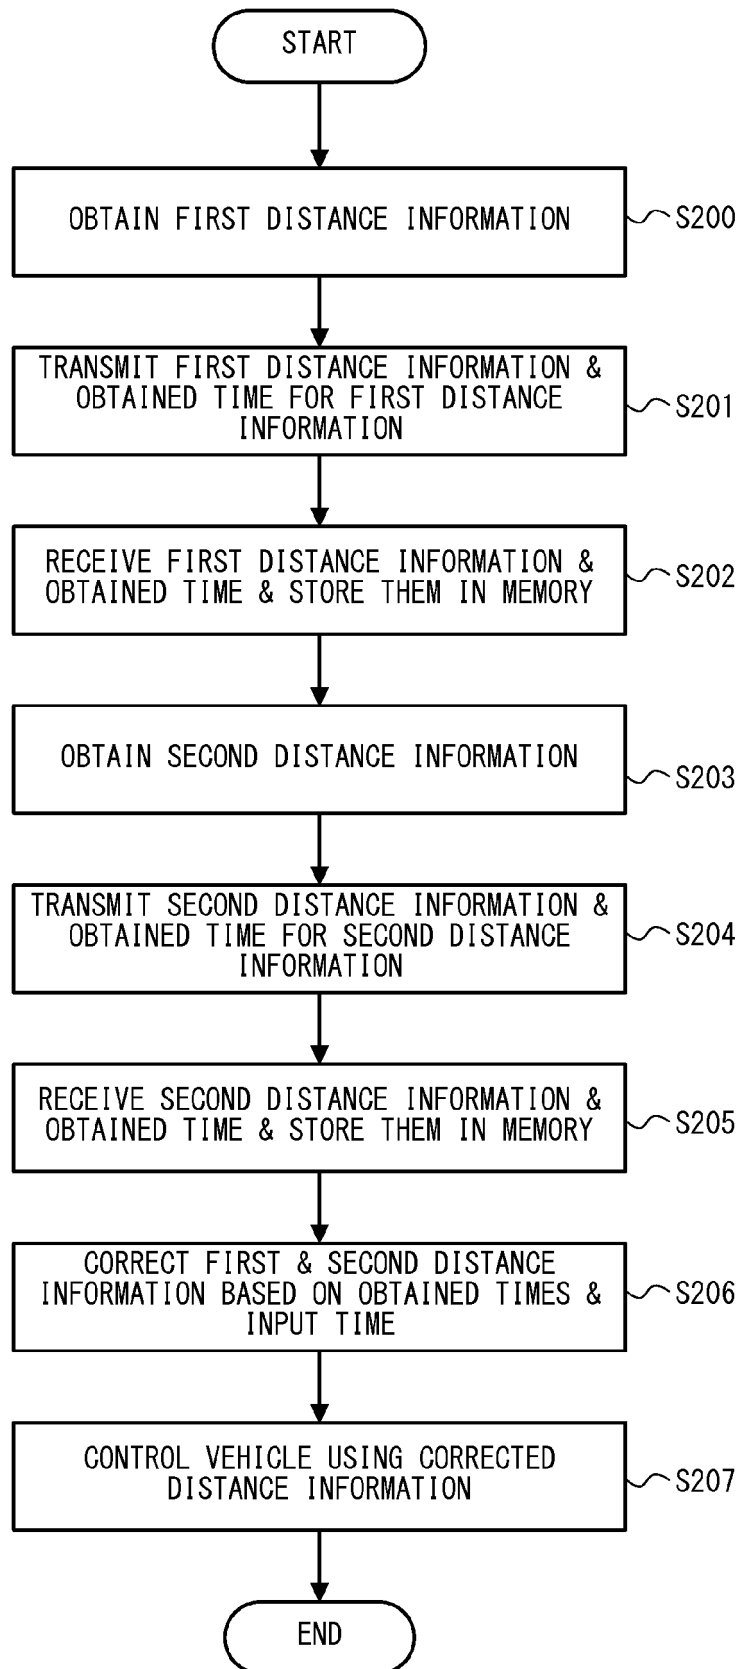 START
OBTAIN FIRST DISTANCE INFORMATION
S200
TRANSMIT FIRST DISTANCE INFORMATION &
OBTAINED TIME FOR FIRST DISTANCE
INFORMATION
S201
RECEIVE FIRST DISTANCE INFORMATION &
OBTAINED TIME & STORE THEM IN MEMORY
S202
OBTAIN SECOND DISTANCE INFORMATION
S203
TRANSMIT SECOND DISTANCE INFORMATION &
OBTAINED TIME FOR SECOND DISTANCE
INFORMATION
S204
RECEIVE SECOND DISTANCE INFORMATION &
OBTAINED TIME & STORE THEM IN MEMORY
S205
CORRECT FIRST & SECOND DISTANCE
INFORMATION BASED ON OBTAINED TIMES &
INPUT TIME
S206
CONTROL VEHICLE USING CORRECTED
DISTANCE INFORMATION
S207
END